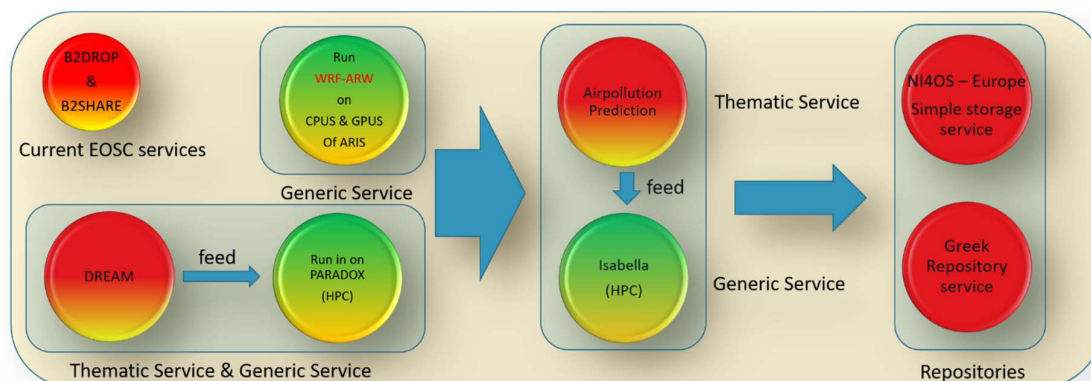 B2DROP
&
B2SHARE
Current EOSC services
Run
WRF-ARW
on
CPUS & GPUS
Of ARIS
Generic Service
DREAM
feed
Run in on
PARADOX
(HPC)
Thematic Service & Generic Service
Airpollution
Prediction
Thematic Service
feed
Isabella
(HPC)
Generic Service
NI4OS – Europe
Simple storage
service
Greek
Repository
service
Repositories